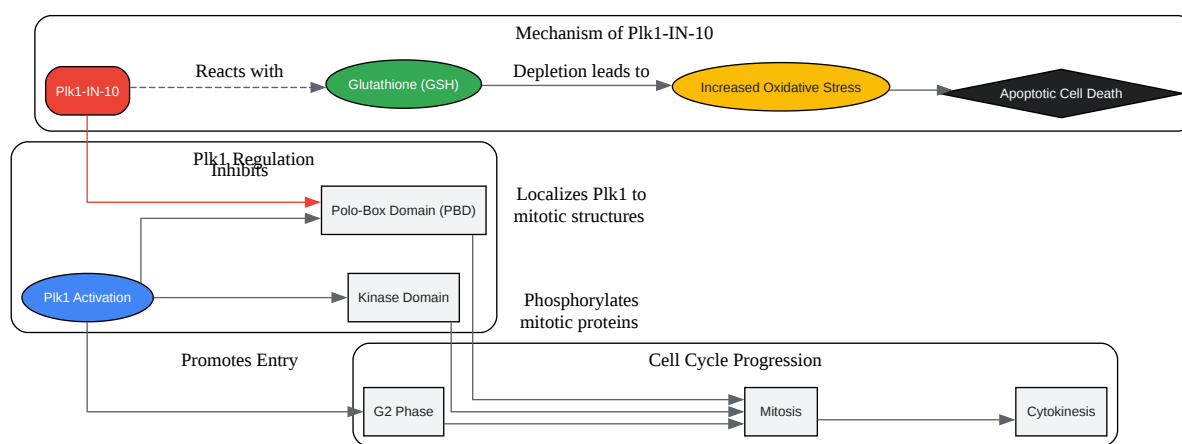 Mechanism of Plk1-IN-10
Plk1-IN-10
Reacts with
Glutathione (GSH)
Depletion leads to
Increased Oxidative Stress
Apoptotic Cell Death
Plk1 Regulation
Inhibits
Polo-Box Domain (PBD)
Localizes Plk1 to
mitotic structures
Plk1 Activation
Kinase Domain
Phosphorylates
mitotic proteins
Promotes Entry
Cell Cycle Progression
G2 Phase
Mitosis
Cytokinesis